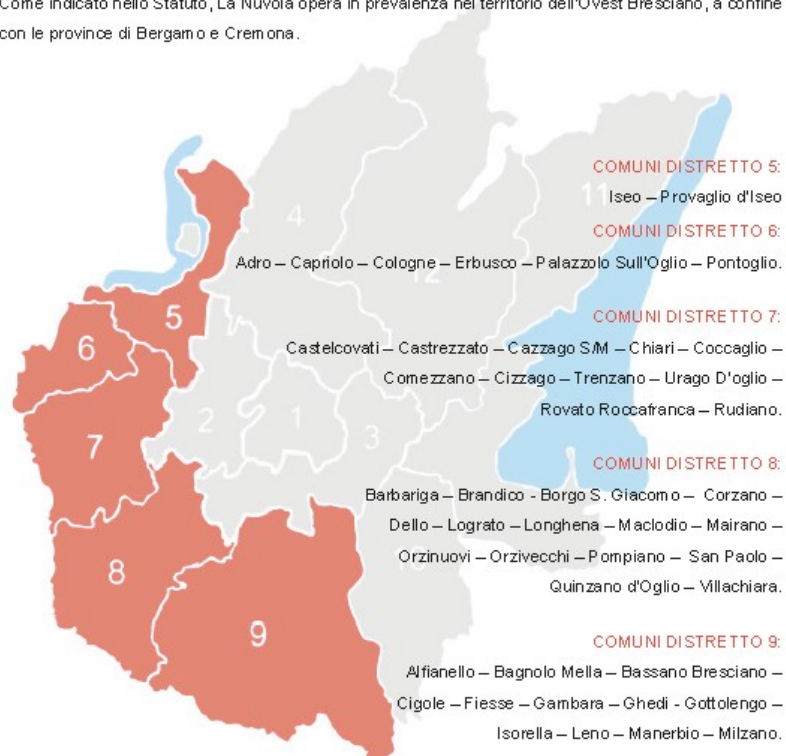 Come indicato nello Statuto, La Nuvola opera in prevalenza nel territorio dell'Ovest Bresciano, a confine
con le province di Bergamo e Cremona.
COMUNI DISTRETTO 5:
11
Iseo – Provaglio d'Iseo
4
COMUNI DISTRETTO 6:
Adro – Capriolo – Cologne – Erbusco – Palazzolo Sull'Oglio – Pontoglio.
12
5
COMUNI DISTRETTO 7:
6
Castelcovati – Castrezzato – Cazzago S/M – Chiari – Coccaglio –
Comezzano – Cizzago – Trenzano – Urago D'oglio –
Rovato Roccafranca – Rudiano.
2
1
3
7
COMUNI DISTRETTO 8:
Barbariga – Brandico - Borgo S. Giacomo – Corzano –
Dello – Lograto – Longhena – Maclodio – Mairano –
Orzinuovi – Orzivecchi – Pompiano – San Paolo –
8
Quinzano d'Oglio – Villachiara.
9
COMUNI DISTRETTO 9:
Alfianello – Bagnolo Mella – Bassano Bresciano –
Cigole – Fiesse – Gambara – Ghedi - Gottolengo –
Isorella – Leno – Manerbio – Milzano.